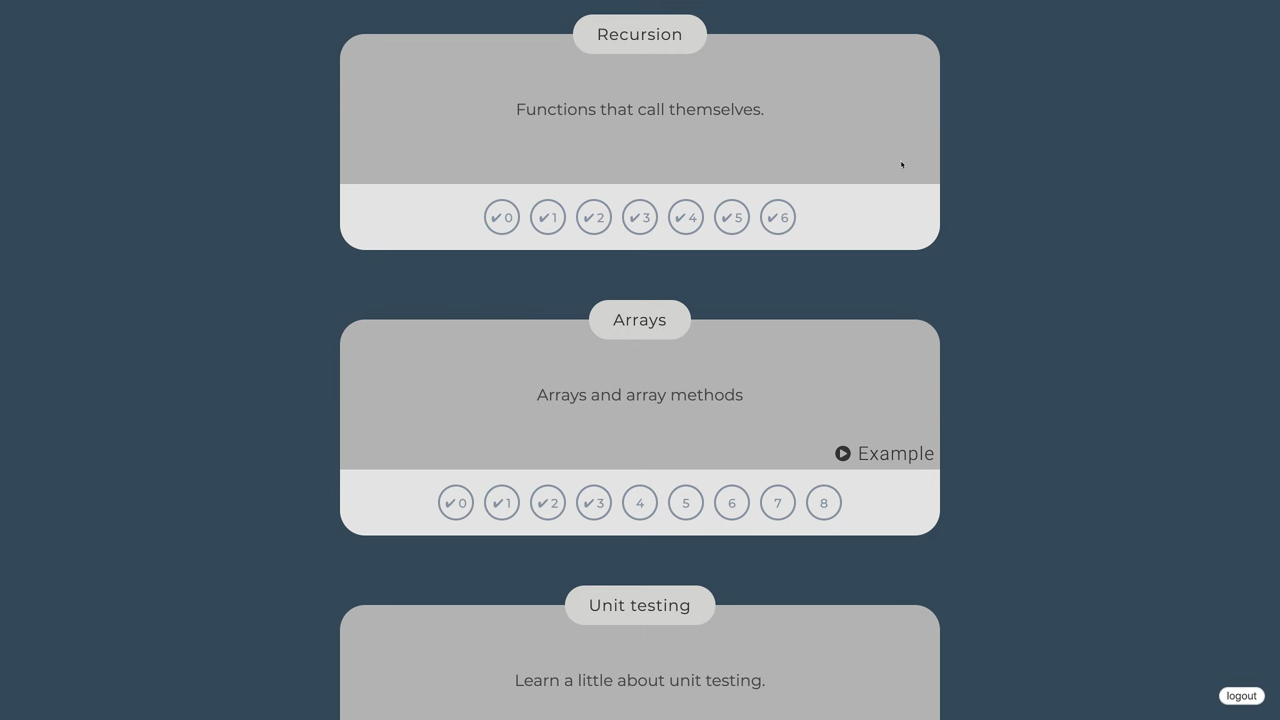 Recursion
Functions that call themselves.
✔0 ✔1 ✔2 ✔3 ✔4 ✔5 ✔6
Arrays
Arrays and array methods
Example
✔0 ✔1 ✔2 ✔3 4 5 6 7 8
Unit testing
Learn a little about unit testing.
logout